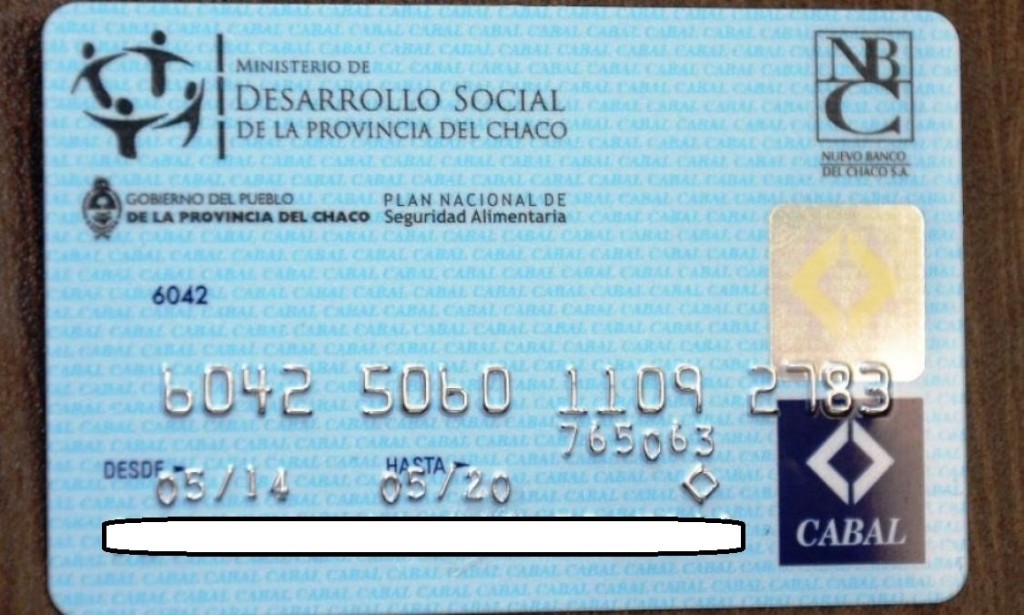 MINISTERIO DE
DESARROLLO SOCIAL
DE LA PROVINCIA DEL CHACO
NBC
NUEVO BANCO
DEL CHACO S.A.
GOBIERNO DEL PUEBLO
DE LA PROVINCIA DEL CHACO
PLAN NACIONAL DE
Seguridad Alimentaria
6042
6042 5060 1109 2783
765063
DESDE 05/14 HASTA 05/20
CABAL